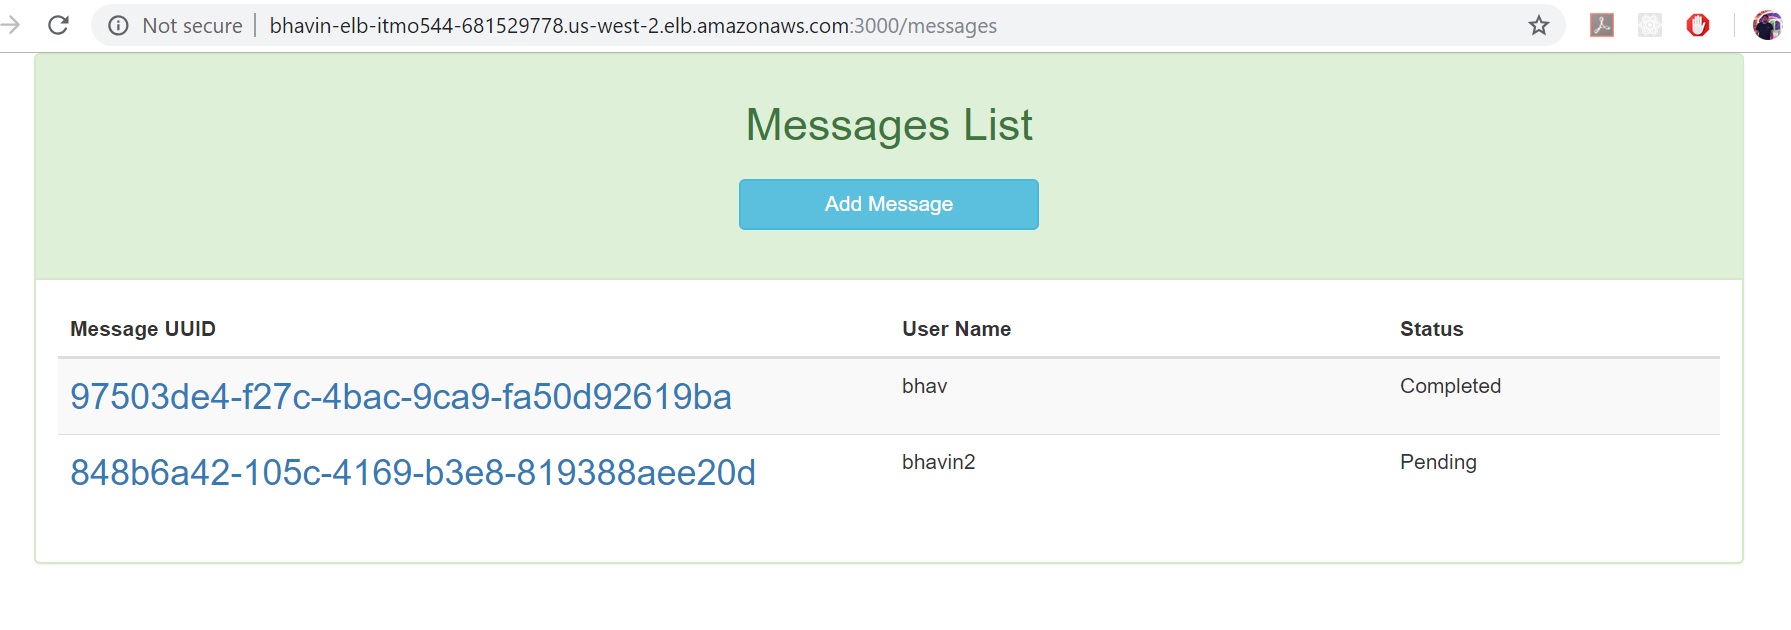 Not secure bhavin-elb-itmo544-681529778.us-west-2.elb.amazonaws.com:3000/messages
Messages List
Add Message
Message UUID User Name Status
97503de4-f27c-4bac-9ca9-fa50d92619ba bhav Completed
848b6a42-105c-4169-b3e8-819388aee20d bhavin2 Pending